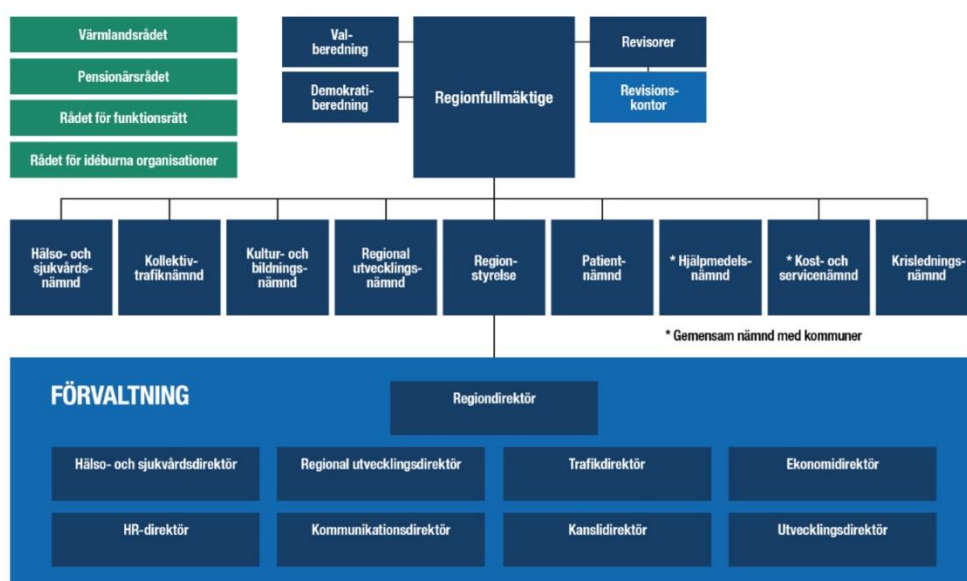 Värmlandsrådet
Pensionärsrådet
Rådet för funktionsrätt
Rådet för idéburna organisationer
Val-
beredning
Demokrati-
beredning
Regionfullmäktige
Revisorer
Revisions-
kontor
Hälso- och
sjukvårds-
nämnd
Kollektiv-
trafiknämnd
Kultur- och
bildnings-
nämnd
Regional
utvecklings-
nämnd
Region-
styrelse
Patient-
nämnd
* Hjälpmedels-
nämnd
* Kost- och
servicenämnd
Krislednings-
nämnd
* Gemensam nämnd med kommuner
FÖRVALTNING
Regiondirektör
Hälso- och sjukvårdsdirektör
Regional utvecklingsdirektör
Trafikdirektör
Ekonomidirektör
HR-direktör
Kommunikationsdirektör
Kanslidirektör
Utvecklingsdirektör